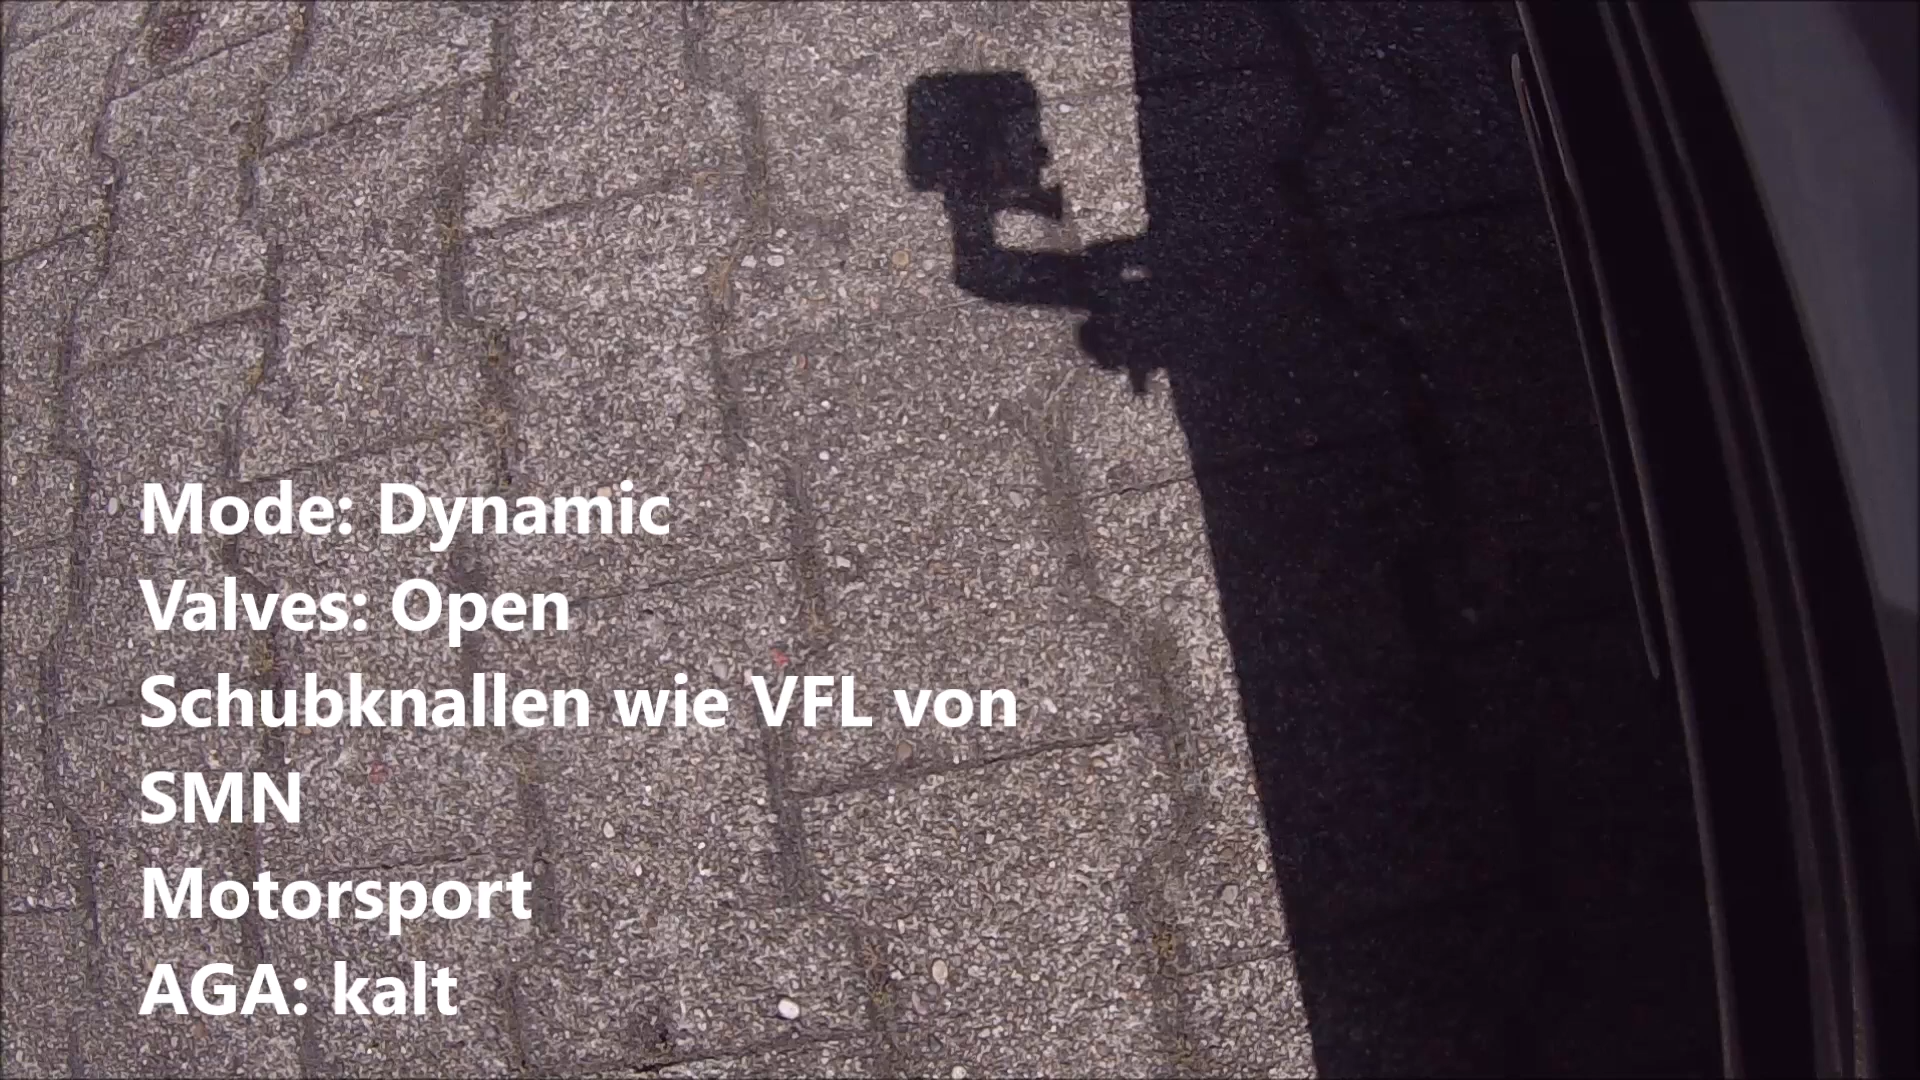 Mode: Dynamic
Valves: Open
Schubknallen wie VFL von
SMN
Motorsport
AGA: kalt